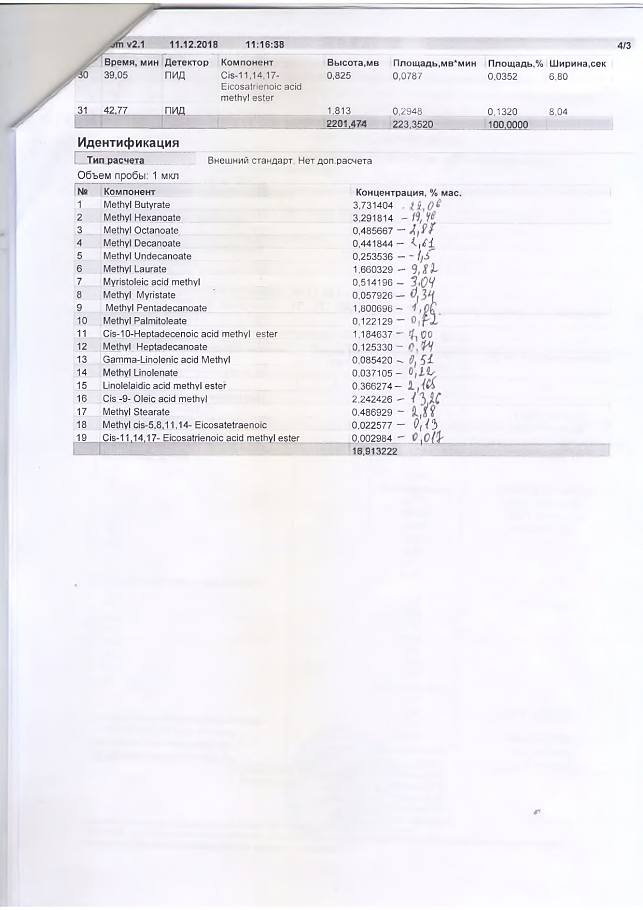 om v2.1 11.12.2018 11:16:38 4/3
Время, мин Детектор Компонент Высота,мв Площадь,мв*мин Площадь,% Ширина,сек
30 39,05 ПИД Cis-11,14,17- 0,825 0,0787 0,0352 6,80
Eicosatrienoic acid
methyl ester
31 42,77 ПИД 1,813 0,2948 0,1320 8,04
2201,474 223,3520 100,0000
Идентификация
Тип расчета Внешний стандарт. Нет доп.расчета
Объем пробы: 1 мкл
№ Компонент Концентрация, % мас.
1 Methyl Butyrate 3,731404 - 22,06
2 Methyl Hexanoate 3,291814 – 19,46
3 Methyl Octanoate 0,485667 – 2,87
4 Methyl Decanoate 0,441844 – 2,61
5 Methyl Undecanoate 0,253536 – 1,5
6 Methyl Laurate 1,660329 – 9,82
7 Myristoleic acid methyl 0,514196 – 3,04
8 Methyl Myristate 0,057926 – 0,34
9 Methyl Pentadecanoate 1,800696 –
10 Methyl Palmitoleate 0,122129 – 0,72
11 Cis-10-Heptadecenoic acid methyl ester 1,184637 – 7,00
12 Methyl Heptadecanoate 0,125330 – 0,74
13 Gamma-Linolenic acid Methyl 0,085420 – 0,51
14 Methyl Linolenate 0,037105 – 0,22
15 Linolelaidic acid methyl ester 0,366274 – 2,165
16 Cis -9- Oleic acid methyl 2,242426 – 13,26
17 Methyl Stearate 0,486929 – 2,88
18 Methyl cis-5,8,11,14- Eicosatetraenoic 0,022577 – 0,13
19 Cis-11,14,17- Eicosatrienoic acid methyl ester 0,002984 – 0,017
16,913222